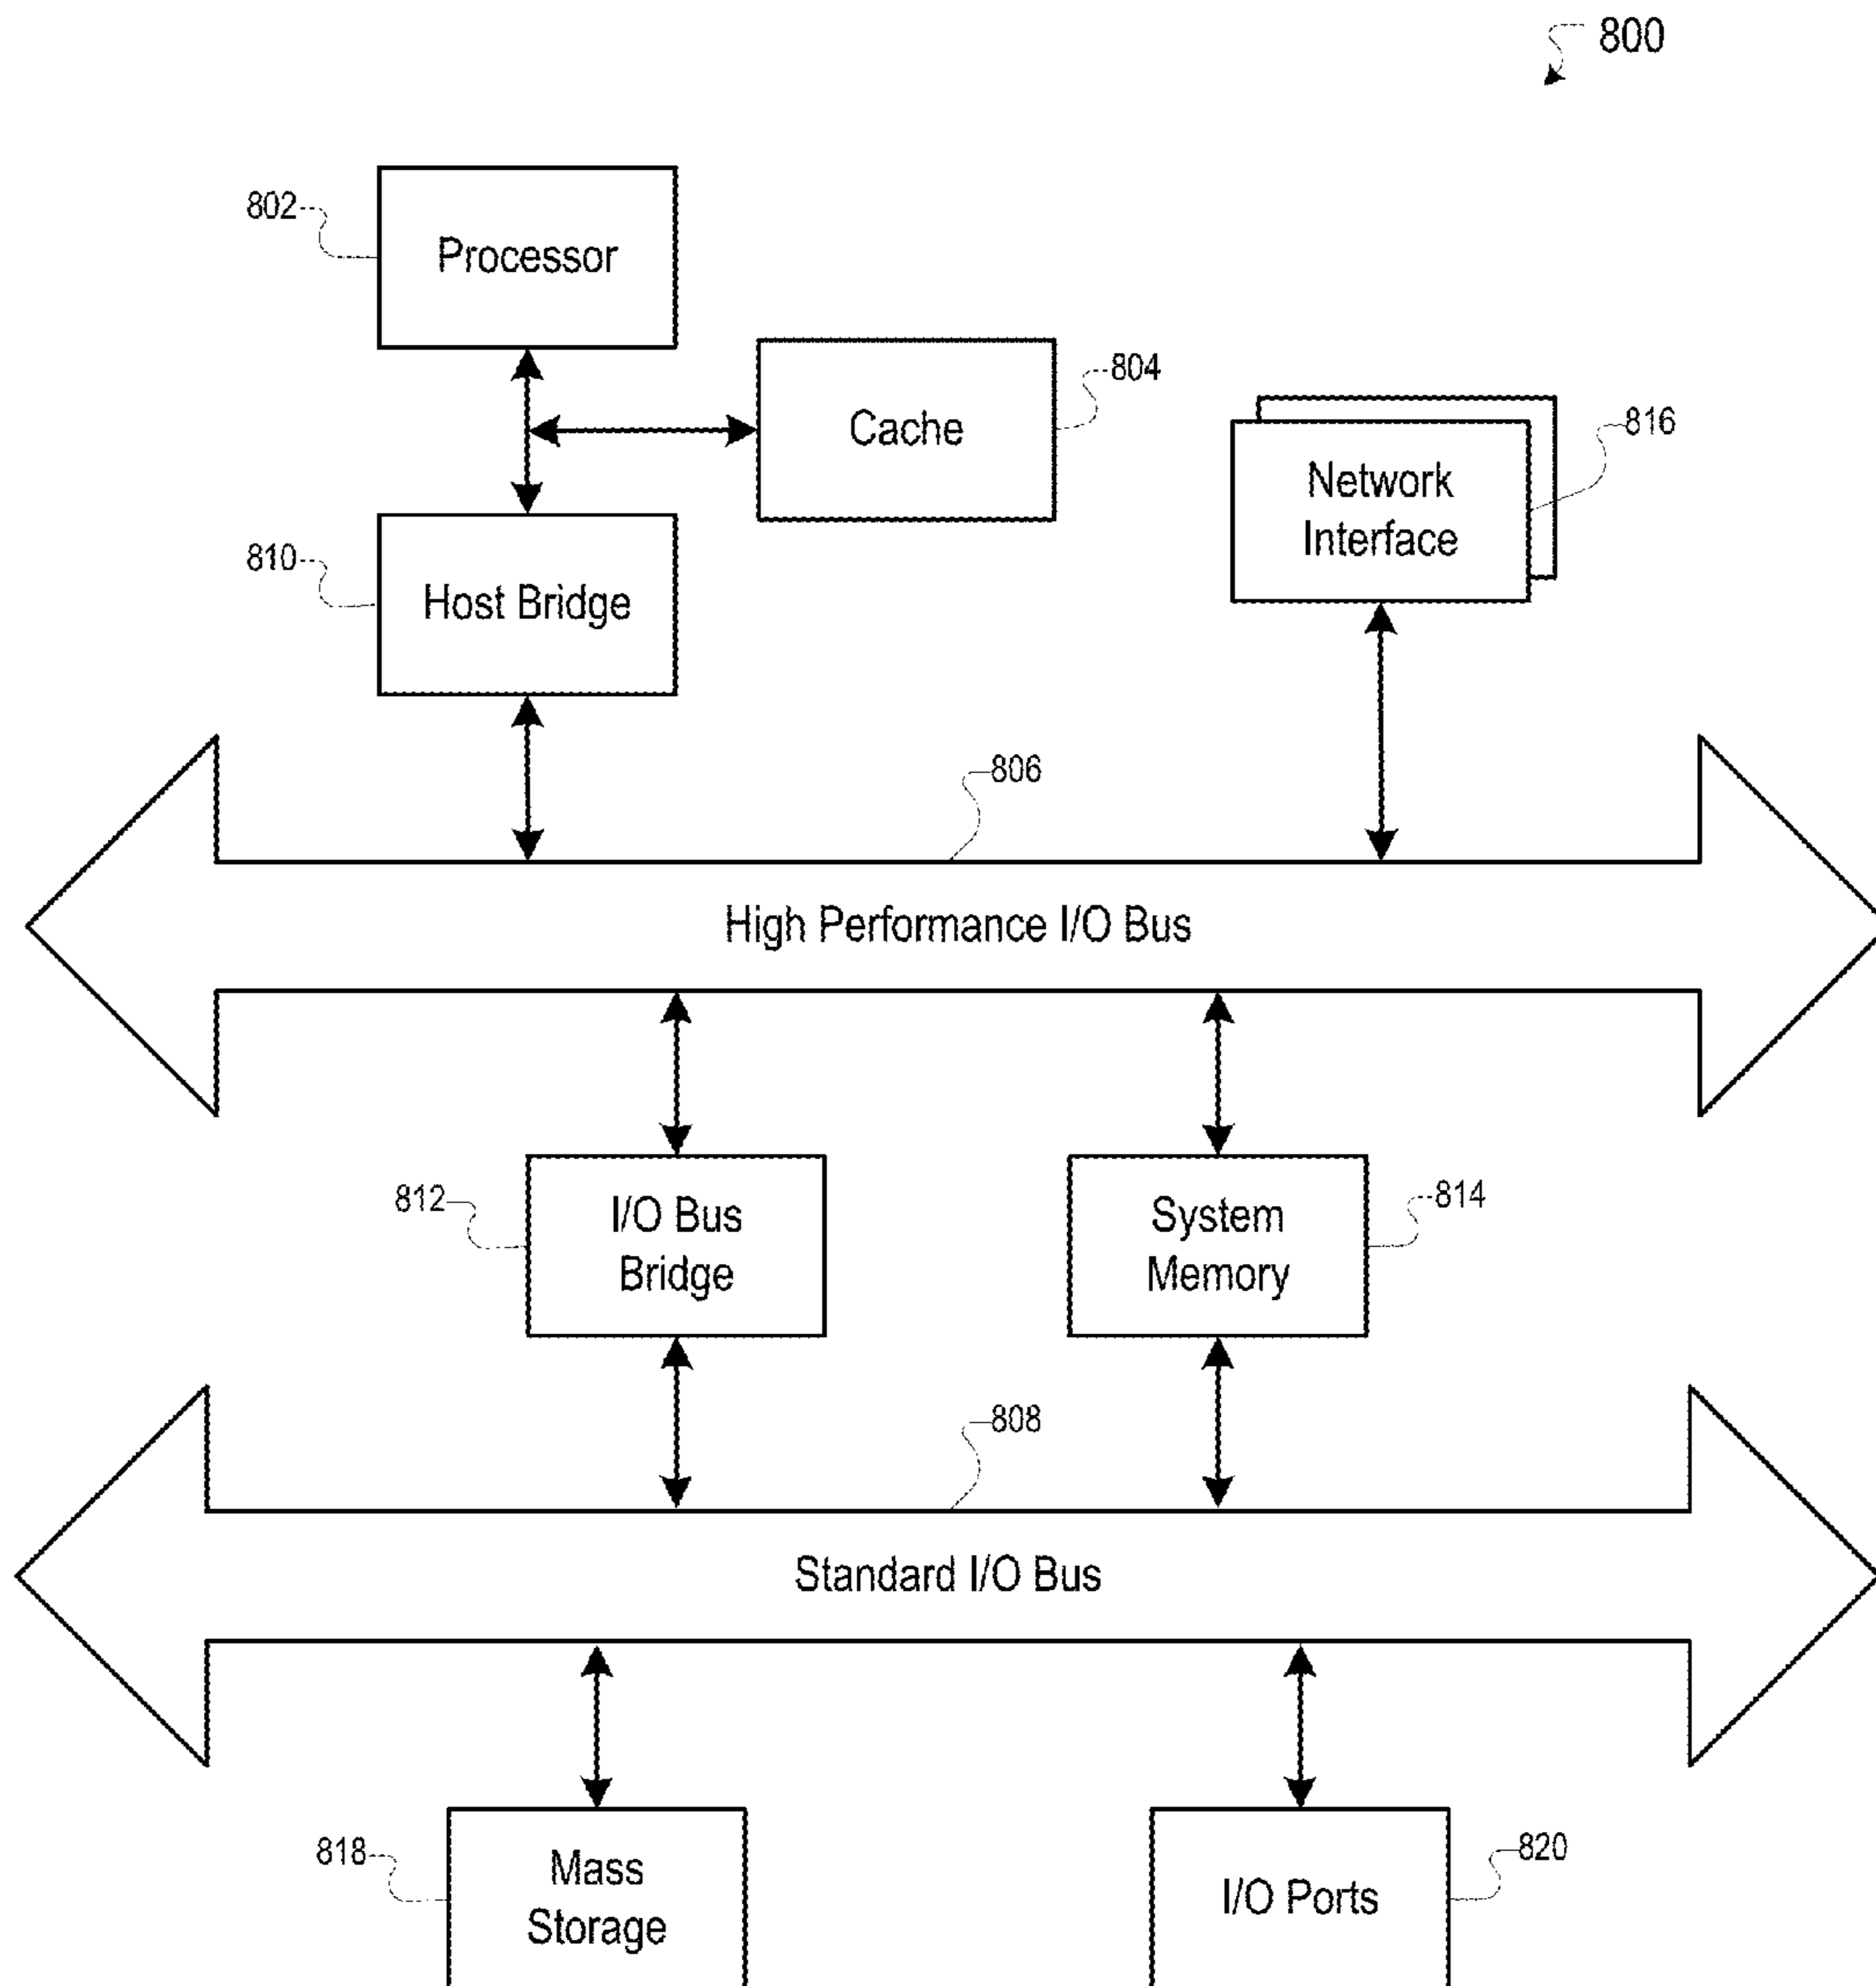 800
802
Processor
804
Cache
816
Network
Interface
810
Host Bridge
806
High Performance I/O Bus
812
I/O Bus
Bridge
System
Memory
814
808
Standard I/O Bus
818
Mass
Storage
I/O Ports
820